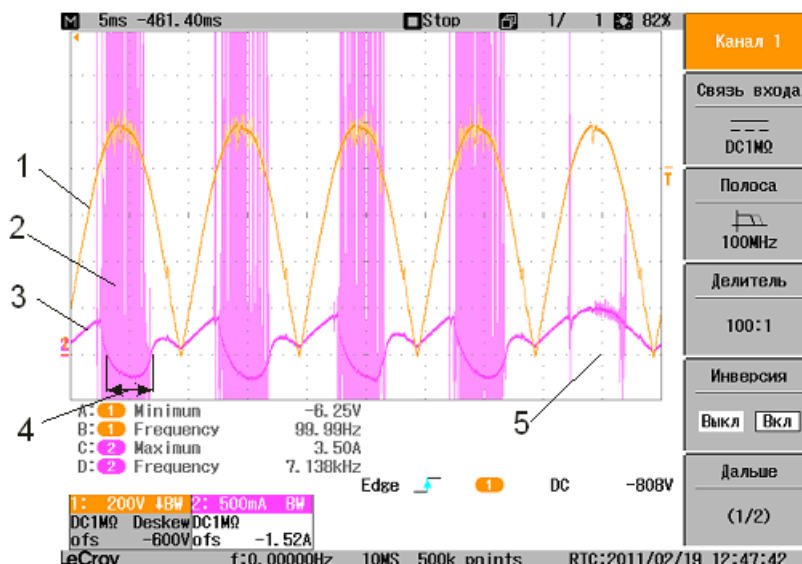 M 5ms -461.40ms Stop 1/ 1 82%
Канал 1
Связь входа
DC1MΩ
Полоса
100MHz
Делитель
100:1
Инверсия
Выкл Вкл
Дальше
(1/2)
1
2
3
4
5
T
2
A: 1 Minimum -6.25V
B: 1 Frequency 99.99Hz
C: 2 Maximum 3.50A
D: 2 Frequency 7.138kHz
Edge 1 DC -808V
1: 200V ↓BW 2: 500mA BW
DC1MΩ Deskew DC1MΩ
ofs -600V ofs -1.52A
LeCroy f:0.00000Hz 10MS 500k points RTC:2011/02/19 12:47:42